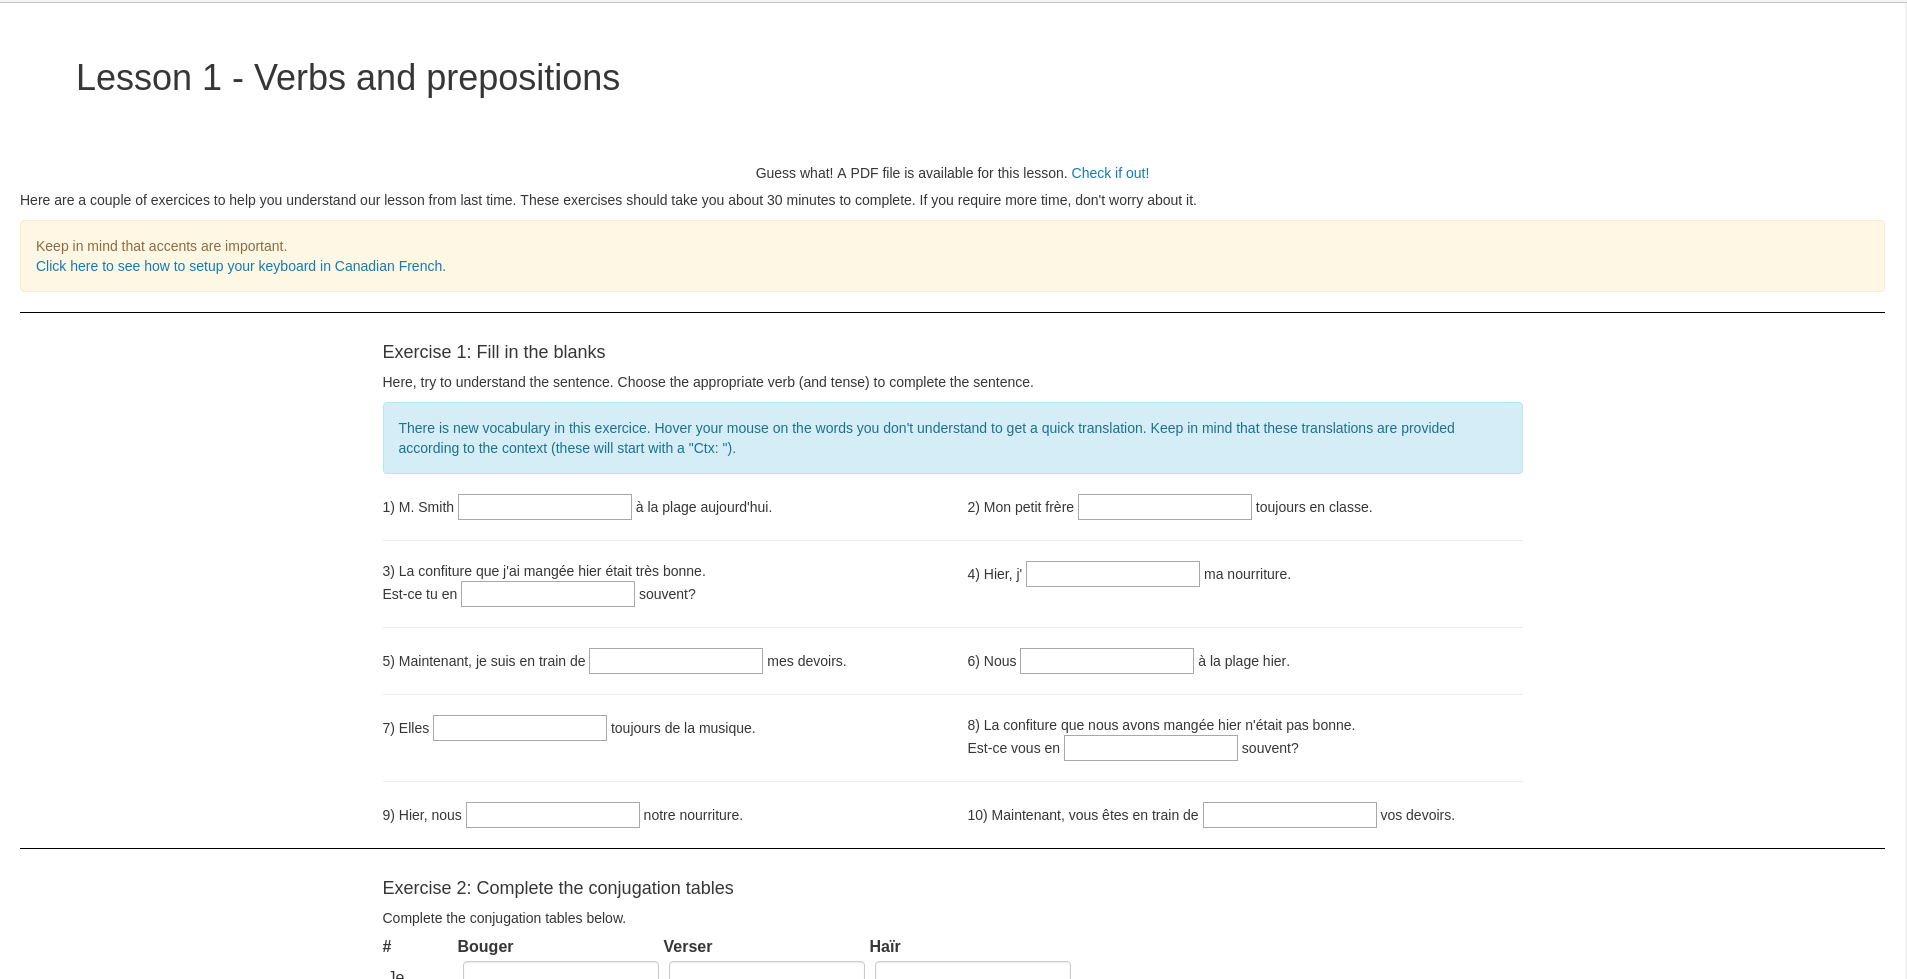 Lesson 1 - Verbs and prepositions
Guess what! A PDF file is available for this lesson. Check if out!
Here are a couple of exercices to help you understand our lesson from last time. These exercises should take you about 30 minutes to complete. If you require more time, don't worry about it.
Keep in mind that accents are important.
Click here to see how to setup your keyboard in Canadian French.
Exercise 1: Fill in the blanks
Here, try to understand the sentence. Choose the appropriate verb (and tense) to complete the sentence.
There is new vocabulary in this exercice. Hover your mouse on the words you don't understand to get a quick translation. Keep in mind that these translations are provided
according to the context (these will start with a "Ctx: ").
1) M. Smith à la plage aujourd'hui.
2) Mon petit frère toujours en classe.
3) La confiture que j'ai mangée hier était très bonne.
Est-ce tu en souvent?
4) Hier, j' ma nourriture.
5) Maintenant, je suis en train de mes devoirs.
6) Nous à la plage hier.
7) Elles toujours de la musique.
8) La confiture que nous avons mangée hier n'était pas bonne.
Est-ce vous en souvent?
9) Hier, nous notre nourriture.
10) Maintenant, vous êtes en train de vos devoirs.
Exercise 2: Complete the conjugation tables
Complete the conjugation tables below.
# Bouger Verser Haïr
Je